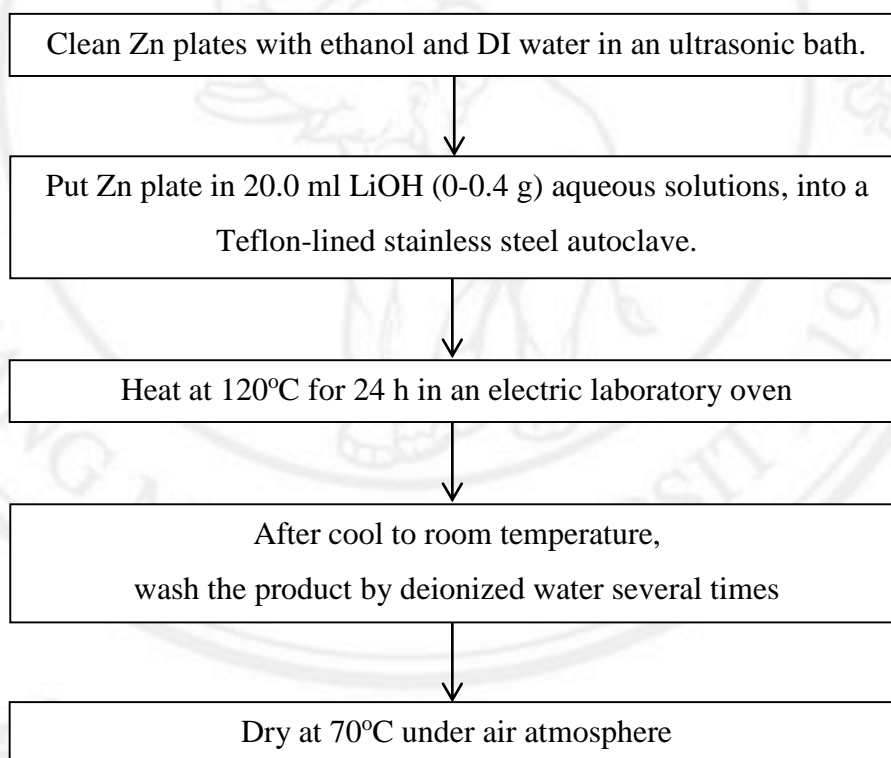 Clean Zn plates with ethanol and DI water in an ultrasonic bath.
Put Zn plate in 20.0 ml LiOH (0-0.4 g) aqueous solutions, into a
Teflon-lined stainless steel autoclave.
Heat at 120°C for 24 h in an electric laboratory oven
After cool to room temperature,
wash the product by deionized water several times
Dry at 70°C under air atmosphere